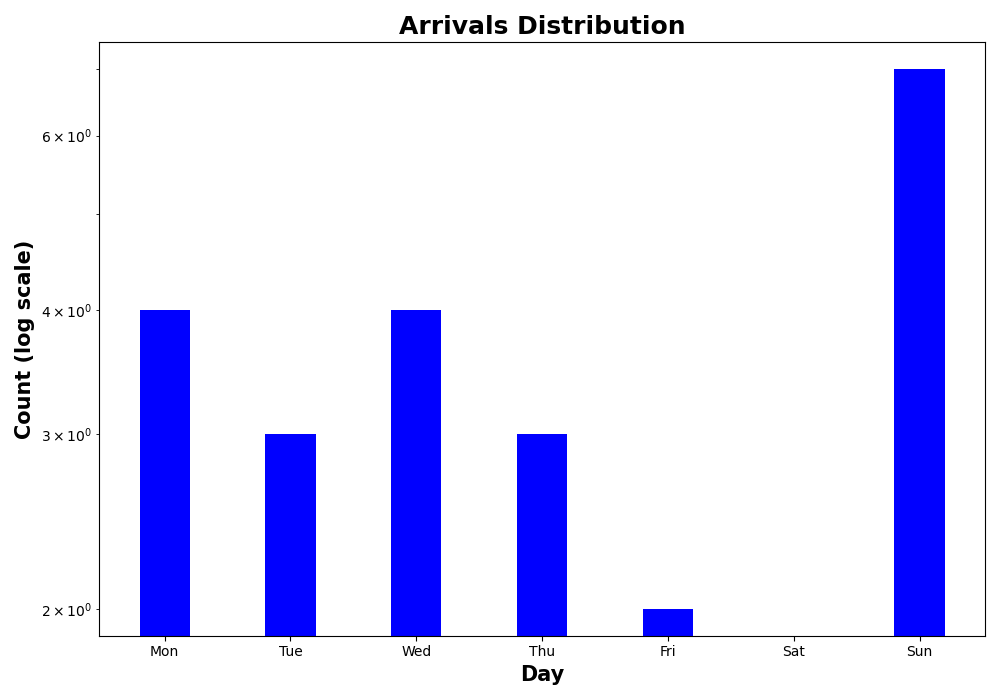 Arrivals Distribution
6 × 10⁰
4 × 10⁰
3 × 10⁰
2 × 10⁰
Count (log scale)
Mon Tue Wed Thu Fri Sat Sun
Day